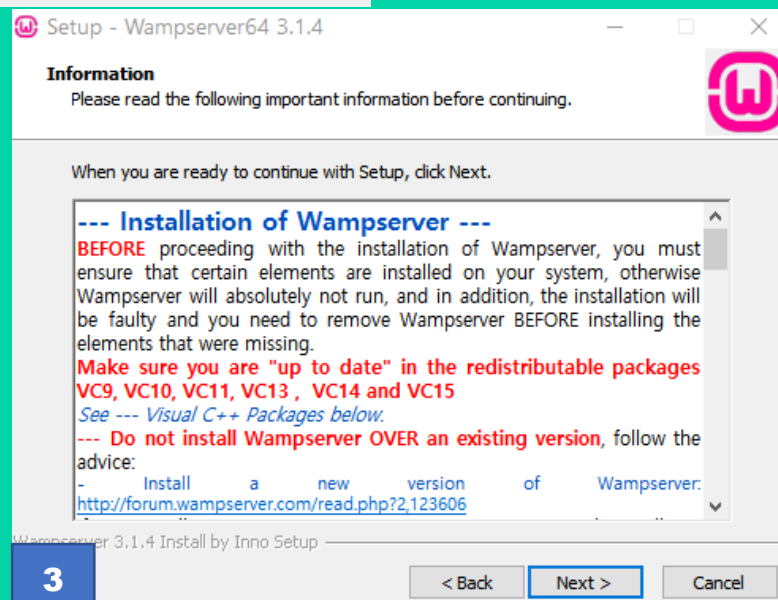 Setup - Wampserver64 3.1.4
Information
Please read the following important information before continuing.
When you are ready to continue with Setup, click Next.
--- Installation of Wampserver ---
BEFORE proceeding with the installation of Wampserver, you must
ensure that certain elements are installed on your system, otherwise
Wampserver will absolutely not run, and in addition, the installation will
be faulty and you need to remove Wampserver BEFORE installing the
elements that were missing.
Make sure you are "up to date" in the redistributable packages
VC9, VC10, VC11, VC13 , VC14 and VC15
See --- Visual C++ Packages below.
--- Do not install Wampserver OVER an existing version, follow the
advice:
- Install a new version of Wampserver:
http://forum.wampserver.com/read.php?2,123606
Wampserver 3.1.4 Install by Inno Setup
3
< Back Next > Cancel